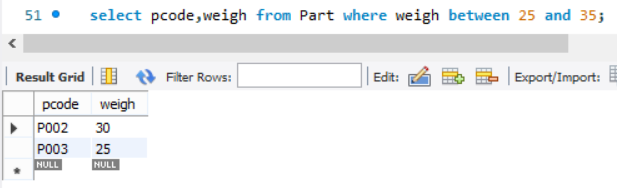 51 select pcode,weigh from Part where weigh between 25 and 35;
Result Grid Filter Rows: Edit: Export/Import:
pcode weigh
P002 30
P003 25
NULL NULL